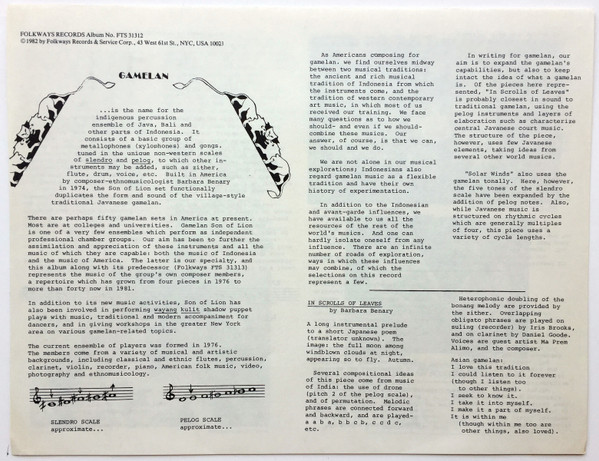 FOLKWAYS RECORDS Album No. FTS 31312
©1982 by Folkways Records & Service Corp., 43 West 61st St., NYC, USA 10023
GAMELAN
...is the name for the
indigenous percussion
ensemble of Java, Bali and
other parts of Indonesia. It
consists of a basic group of
metallophones (xylophones) and gongs,
tuned in the unique non-western scales
of slendro and pelog, to which other in-
struments may be added, such as zither,
flute, drum, voice, etc. Built in America
by composer-ethnomusicologist Barbara Benary
in 1974, the Son of Lion set functionally
duplicates the form and sound of the village-style
traditional Javanese gamelan.
There are perhaps fifty gamelan sets in America at present.
Most are at colleges and universities. Gamelan Son of Lion
is one of a very few ensembles which perform as independent
professional chamber groups. Our aim has been to further the
assimilation and appreciation of these instruments and all the
music of which they are capable: both the music of Indonesia
and the music of America. The latter is our specialty, and
this album along with its predecessor (Folkways FTS 31313)
represents the music of the group's own composer members,
a repertoire which has grown from four pieces in 1976 to
more than forty now in 1981.
In addition to its new music activities, Son of Lion has
also been involved in performing wayang kulit shadow puppet
plays with music, traditional and modern accompaniment for
dancers, and in giving workshops in the greater New York
area on various gamelan-related topics.
The current ensemble of players was formed in 1976.
The members come from a variety of musical and artistic
backgrounds, including classical and ethnic flute, percussion,
clarinet, violin, recorder, piano, American folk music, video,
photography and ethnomusicology.
SLENDRO SCALE
approximate...
PELOG SCALE
approximate...
As Americans composing for
gamelan, we find ourselves midway
between two musical traditions:
the ancient and rich musical
tradition of Indonesia from which
the instruments come, and the
tradition of western contemporary
art music, in which most of us
received our training. We face
many questions as to how we
should- and even if we should-
combine these musics. Our
answer, of course, is that we can,
we should and we do.
We are not alone in our musical
explorations; Indonesians also
regard gamelan music as a flexible
tradition and have their own
history of experimentation.
In addition to the Indonesian
and avant-garde influences, we
have available to us all the
resources of the rest of the
world's musics. And one can
hardly isolate oneself from any
influence. There are an infinite
number of roads of exploration,
ways in which these influences
may combine, of which the
selections on this record
represent a few.
In writing for gamelan, our
aim is to expand the gamelan's
capabilities, but also to keep
intact the idea of what a gamelan
is. Of the pieces here repre-
sented, "In Scrolls of Leaves"
is probably closest in sound to
traditional gamelan, using the
pelog instruments and layers of
elaboration such as characterize
central Javanese court music.
The structure of the piece,
however, uses few Javanese
elements, taking ideas from
several other world musics.
"Solar Winds" also uses the
gamelan tonally. Here, however,
the five tones of the slendro
scale have been expanded by the
addition of pelog notes. Also,
while Javanese music is
structured on rhythmic cycles
which are generally multiples
of four, this piece uses a
variety of cycle lengths.
IN SCROLLS OF LEAVES
by Barbara Benary
A long instrumental prelude
to a short Japanese poem
(translator unknown). The
image: the full moon among
windblown clouds at night,
appearing so to fly. Autumn.
Several compositional ideas
of this piece come from music
of India: the use of drone
(pitch 2 of the pelog scale),
and of permutation. Melodic
phrases are connected forward
and backward, and are played-
a a b a, b b c b, c c d c,
etc.
Heterophonic doubling of the
bonang melody are provided by
the zither. Overlapping
obligato phrases are played on
suling (recorder) by Iris Brooks,
and on clarinet by Daniel Goode.
Voices are guest artist Ma Prem
Alimo, and the composer.
Asian gamelan:
I love this tradition
I could listen to it forever
(though I listen too
to other things).
I seek to know it.
I take it into myself.
I make it a part of myself.
It is within me
(though within me too are
other things, also loved).